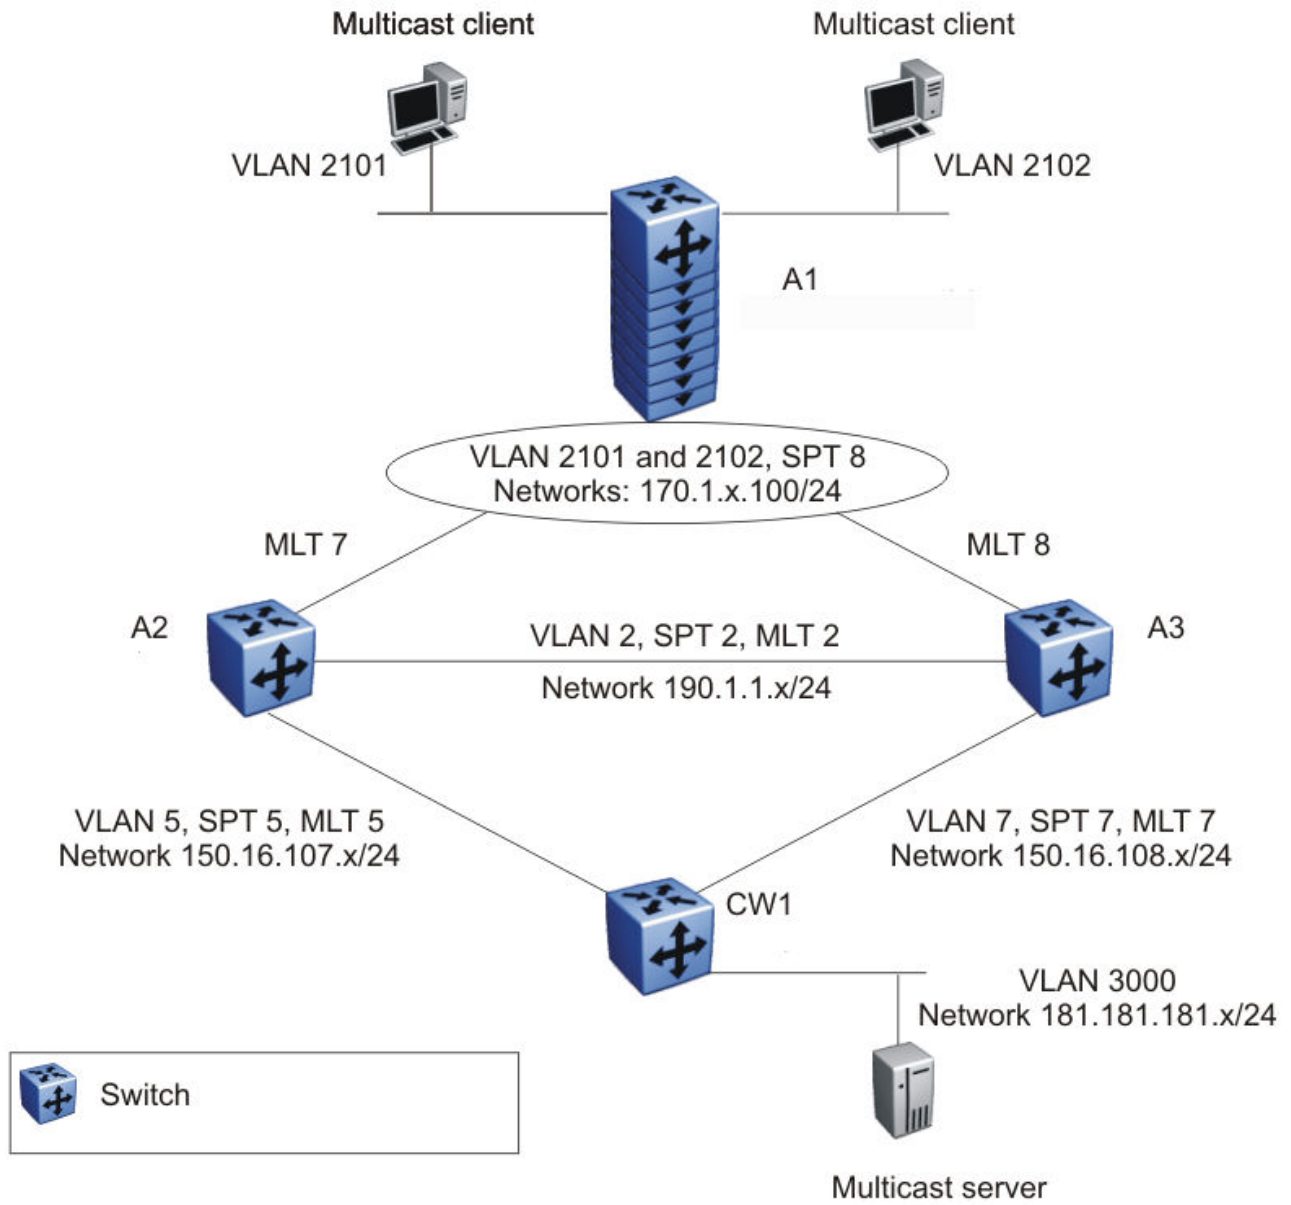 Multicast client
Multicast client
VLAN 2101
VLAN 2102
A1
VLAN 2101 and 2102, SPT 8
Networks: 170.1.x.100/24
MLT 7
MLT 8
A2
A3
VLAN 2, SPT 2, MLT 2
Network 190.1.1.x/24
VLAN 5, SPT 5, MLT 5
Network 150.16.107.x/24
VLAN 7, SPT 7, MLT 7
Network 150.16.108.x/24
CW1
VLAN 3000
Network 181.181.181.x/24
Switch
Multicast server